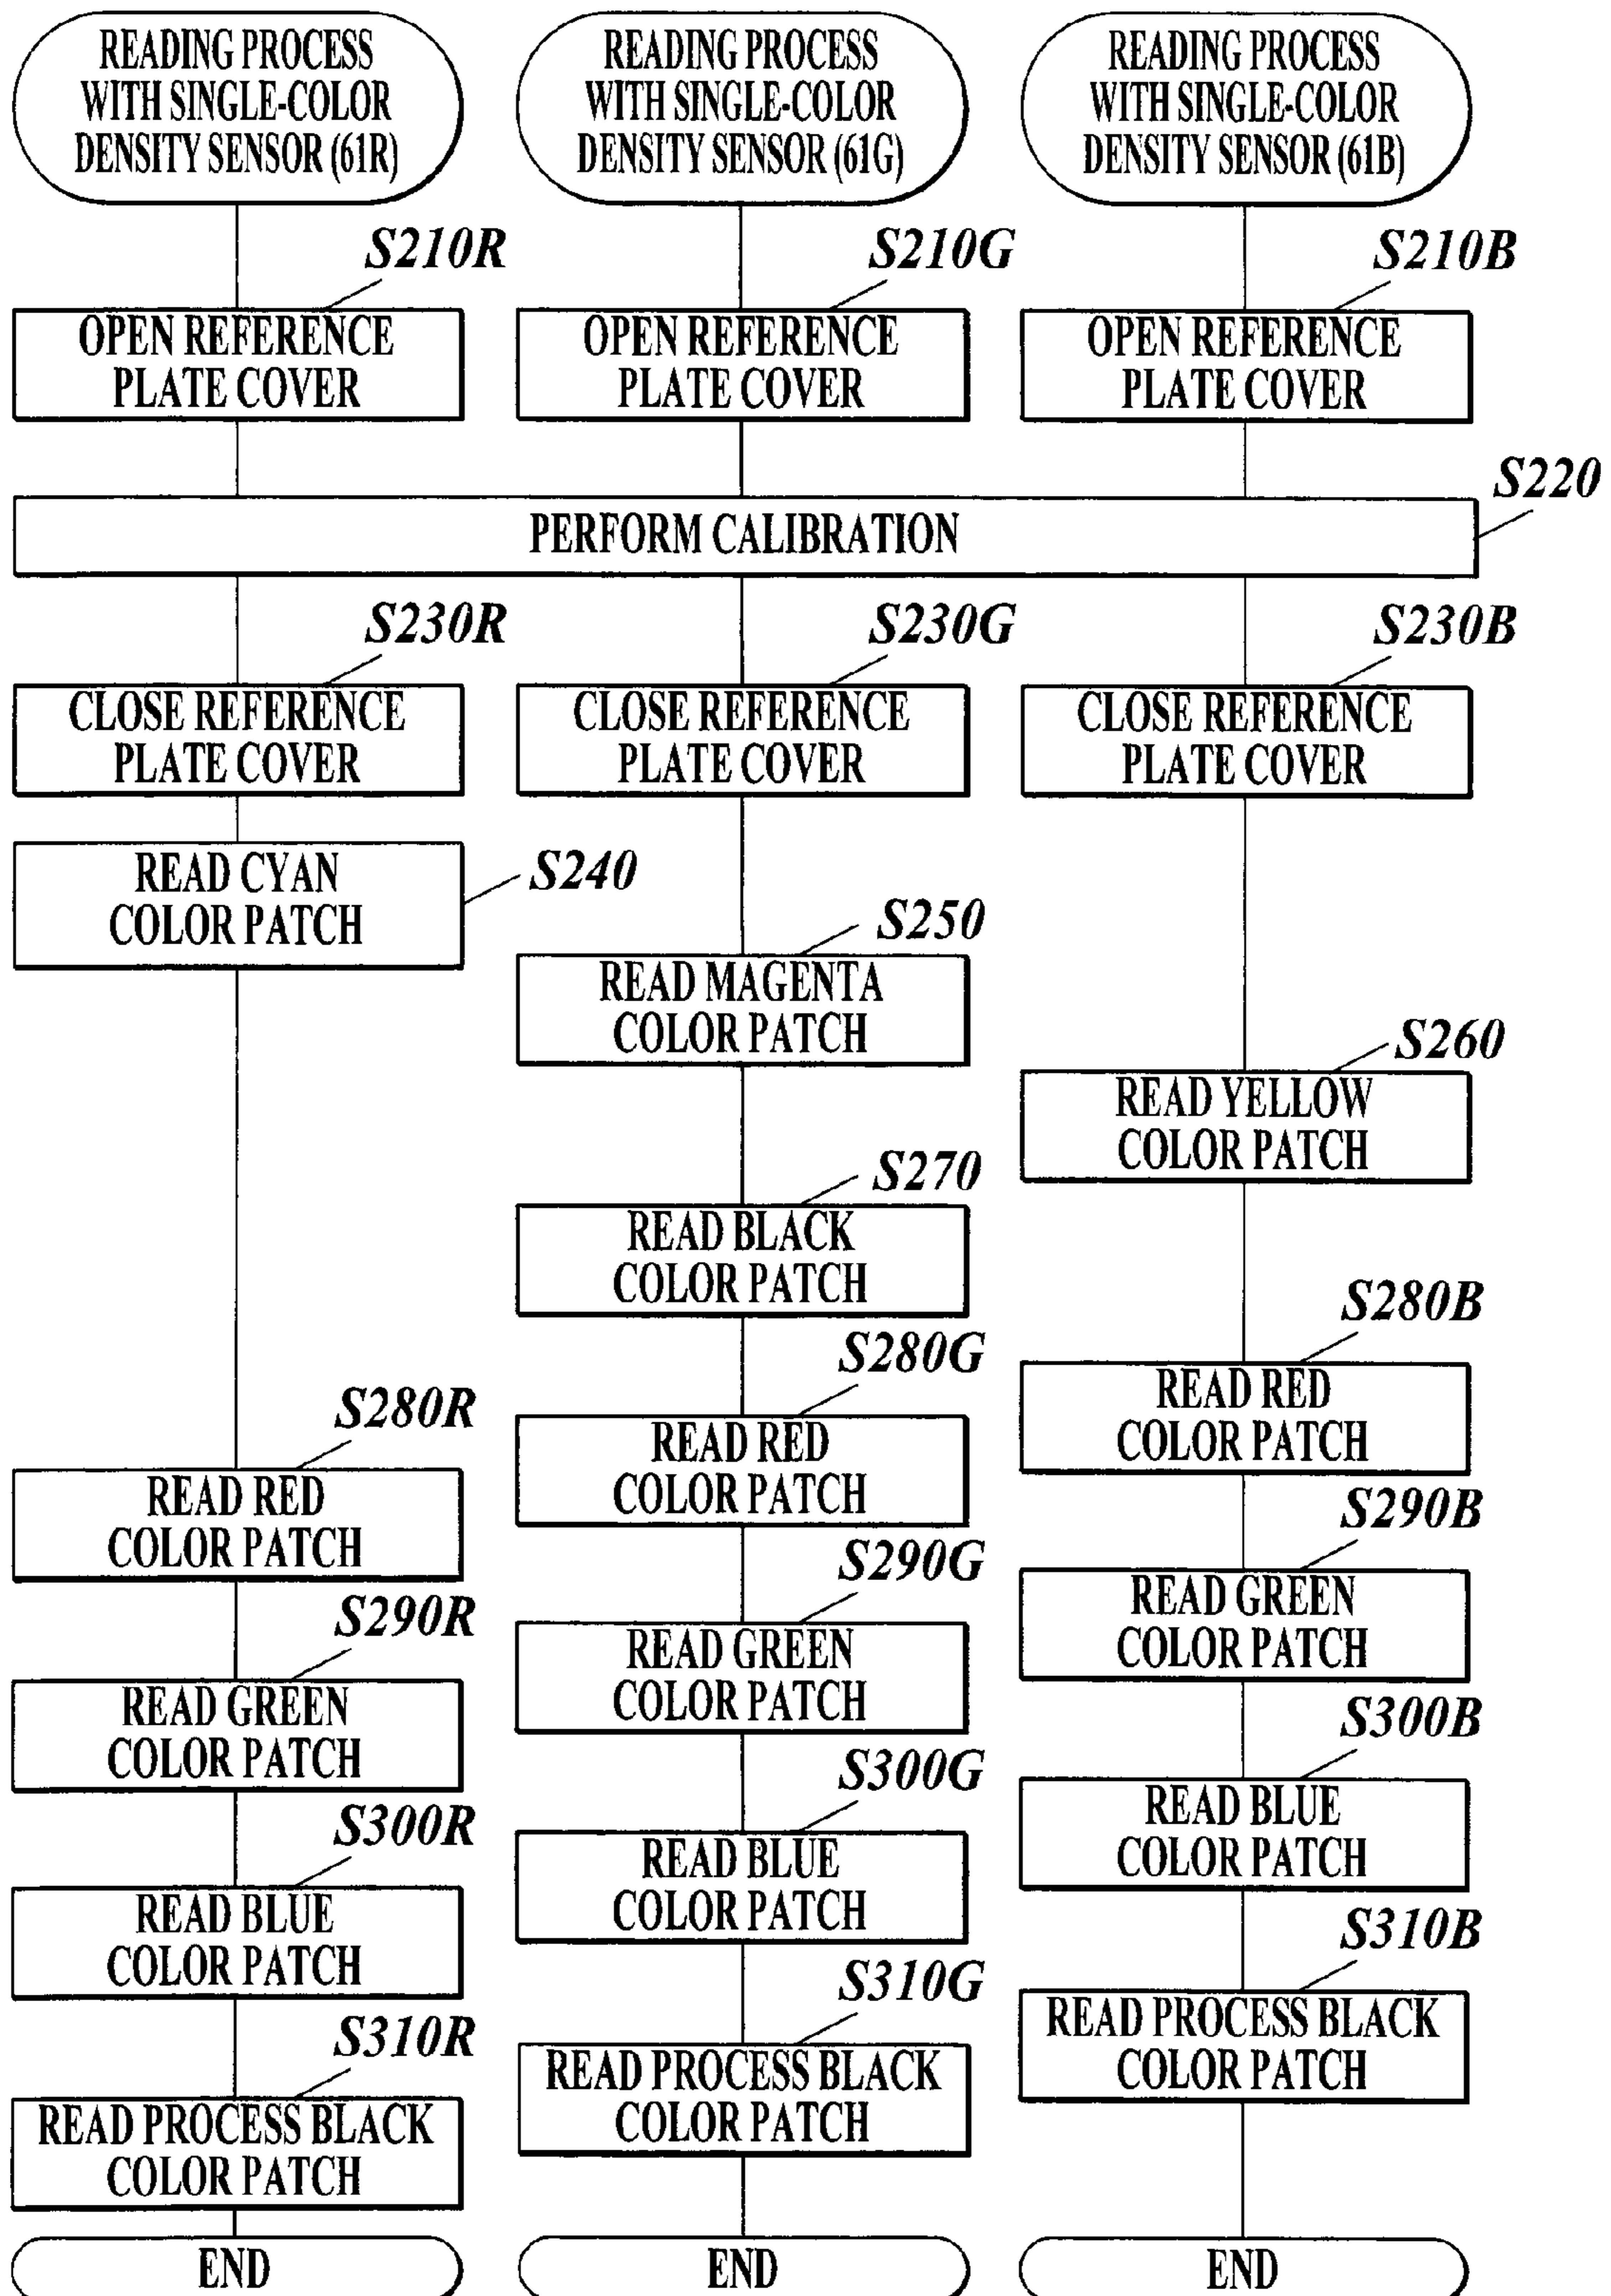 READING PROCESS
WITH SINGLE-COLOR
DENSITY SENSOR (61R)
READING PROCESS
WITH SINGLE-COLOR
DENSITY SENSOR (61G)
READING PROCESS
WITH SINGLE-COLOR
DENSITY SENSOR (61B)
S210R
S210G
S210B
OPEN REFERENCE
PLATE COVER
OPEN REFERENCE
PLATE COVER
OPEN REFERENCE
PLATE COVER
S220
PERFORM CALIBRATION
S230R
S230G
S230B
CLOSE REFERENCE
PLATE COVER
CLOSE REFERENCE
PLATE COVER
CLOSE REFERENCE
PLATE COVER
READ CYAN
COLOR PATCH
S240
S250
READ MAGENTA
COLOR PATCH
S260
READ YELLOW
COLOR PATCH
S270
READ BLACK
COLOR PATCH
S280B
READ RED
COLOR PATCH
S280G
READ RED
COLOR PATCH
S280R
READ RED
COLOR PATCH
S290B
READ GREEN
COLOR PATCH
S290G
READ GREEN
COLOR PATCH
S290R
READ GREEN
COLOR PATCH
S300B
READ BLUE
COLOR PATCH
S300G
READ BLUE
COLOR PATCH
S300R
READ BLUE
COLOR PATCH
S310B
READ PROCESS BLACK
COLOR PATCH
S310G
READ PROCESS BLACK
COLOR PATCH
S310R
READ PROCESS BLACK
COLOR PATCH
END
END
END